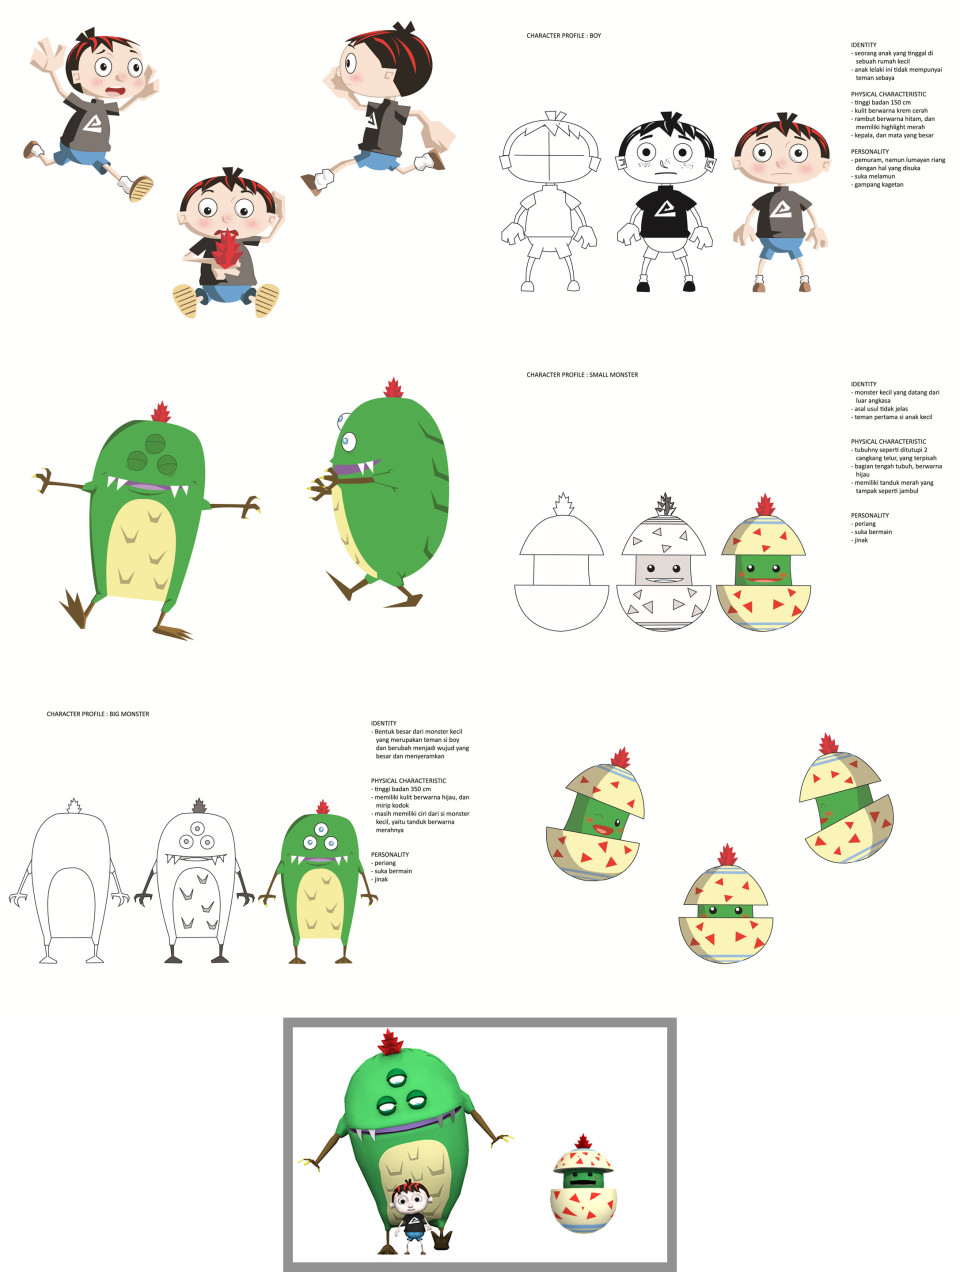 CHARACTER PROFILE : BOY
IDENTITY
- seorang anak yang tinggal di
sebuah rumah kecil
- anak lelaki ini tidak mempunyai
teman sebaya
PHYSICAL CHARACTERISTIC
- tinggi badan 150 cm
- kulit berwarna krem cerah
- rambut berwarna hitam, dan
memiliki highlight merah
- kepala, dan mata yang besar
PERSONALITY
- pemuram, namun lumayan riang
dengan hal yang disuka
- suka melamun
- gampang kagetan
CHARACTER PROFILE : SMALL MONSTER
IDENTITY
- monster kecil yang datang dari
luar angkasa
- asal usul tidak jelas
- teman pertama si anak kecil
PHYSICAL CHARACTERISTIC
- tubuhny seperti ditutupi 2
cangkang telur, yang terpisah
- bagian tengah tubuh, berwarna
hijau
- memiliki tanduk merah yang
tampak seperti jambul
PERSONALITY
- periang
- suka bermain
- jinak
CHARACTER PROFILE : BIG MONSTER
IDENTITY
- Bentuk besar dari monster kecil
yang merupakan teman si boy
dan berubah menjadi wujud yang
besar dan menyeramkan
PHYSICAL CHARACTERISTIC
- tinggi badan 350 cm
- memiliki kulit berwarna hijau, dan
mirip kodok
- masih memiliki ciri dari si monster
kecil, yaitu tanduk berwarna
merahnya
PERSONALITY
- periang
- suka bermain
- jinak